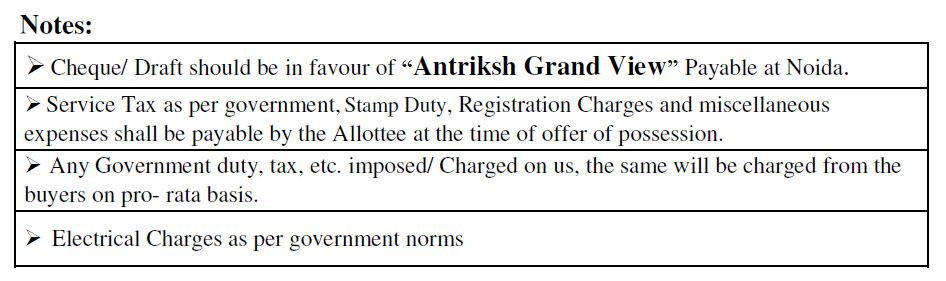 Notes:
➢ Cheque/ Draft should be in favour of “Antriksh Grand View” Payable at Noida.
➢ Service Tax as per government, Stamp Duty, Registration Charges and miscellaneous
expenses shall be payable by the Allottee at the time of offer of possession.
➢ Any Government duty, tax, etc. imposed/ Charged on us, the same will be charged from the
buyers on pro- rata basis.
➢ Electrical Charges as per government norms